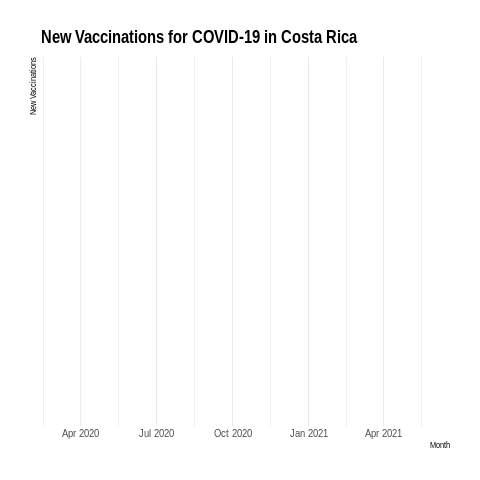 New Vaccinations for COVID-19 in Costa Rica
New Vaccinations
Apr 2020 Jul 2020 Oct 2020 Jan 2021 Apr 2021
Month